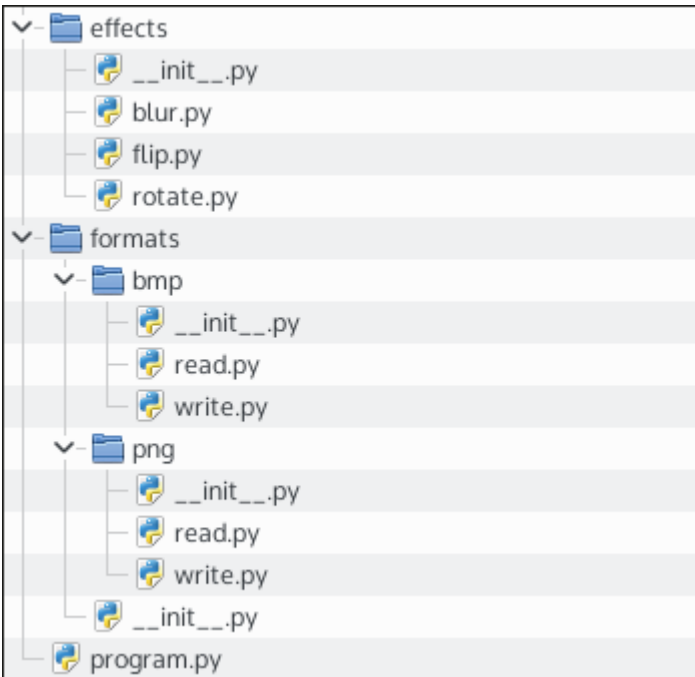 effects
__init__.py
blur.py
flip.py
rotate.py
formats
bmp
__init__.py
read.py
write.py
png
__init__.py
read.py
write.py
__init__.py
program.py